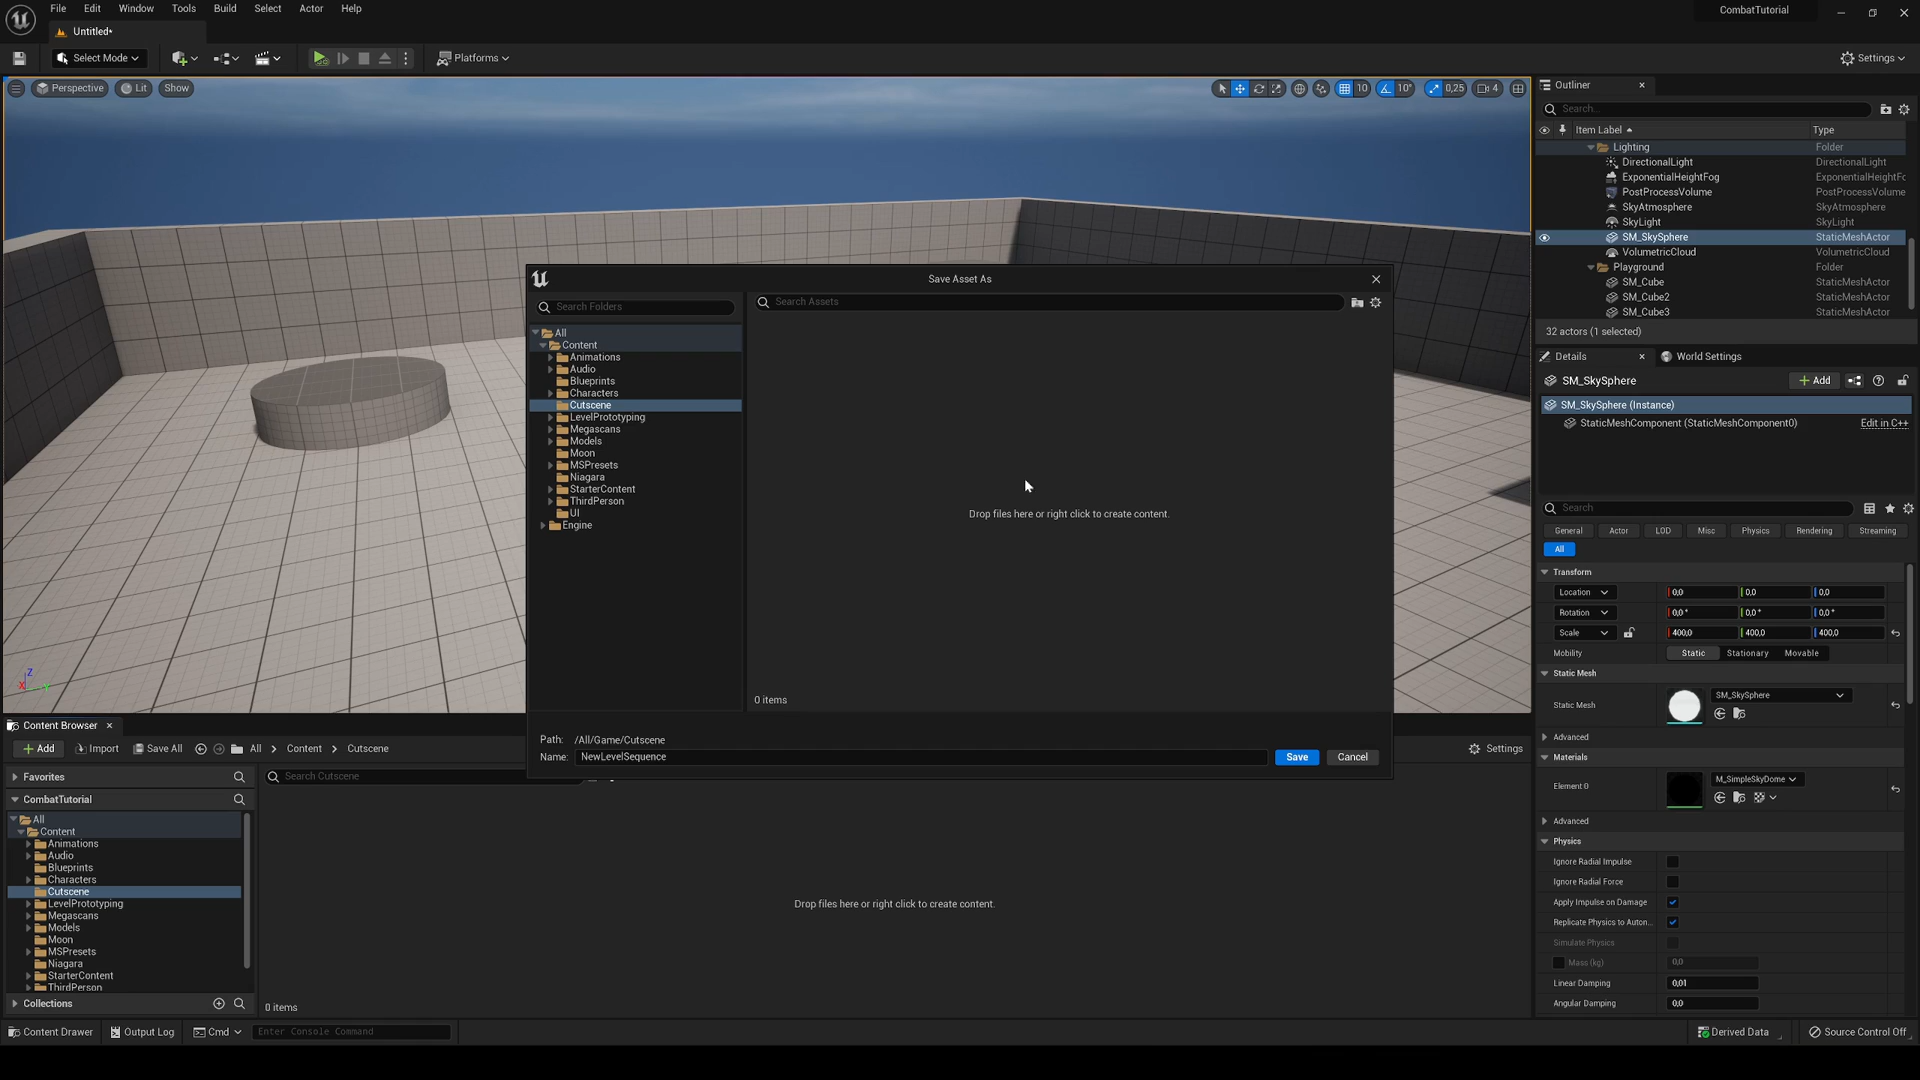 File Edit Window Tools Build Select Actor Help
CombatTutorial
Untitled*
Select Mode
Platforms
Settings
Perspective Lit Show
10 10° 0,25 4
Outliner
Search...
Item Label Type
Lighting Folder
DirectionalLight DirectionalLight
ExponentialHeightFog ExponentialHeightFc
PostProcessVolume PostProcessVolume
SkyAtmosphere SkyAtmosphere
SkyLight SkyLight
SM_SkySphere StaticMeshActor
VolumetricCloud VolumetricCloud
Playground Folder
SM_Cube StaticMeshActor
SM_Cube2 StaticMeshActor
SM_Cube3 StaticMeshActor
32 actors (1 selected)
Details World Settings
SM_SkySphere
Add
SM_SkySphere (Instance)
StaticMeshComponent (StaticMeshComponent0) Edit in C++
Search
General Actor LOD Misc Physics Rendering Streaming
All
Transform
Location 0,0 0,0 0,0
Rotation 0,0 ° 0,0 ° 0,0 °
Scale 400,0 400,0 400,0
Mobility Static Stationary Movable
Static Mesh
Static Mesh SM_SkySphere
Advanced
Materials
Element 0 M_SimpleSkyDome
Advanced
Physics
Ignore Radial Impulse
Ignore Radial Force
Apply Impulse on Damage
Replicate Physics to Auton...
Simulate Physics
Mass (kg) 0,0
Linear Damping 0,01
Angular Damping 0,0
Save Asset As
Search Folders
Search Assets
All
Content
Animations
Audio
Blueprints
Characters
Cutscene
LevelPrototyping
Megascans
Models
Moon
MSPresets
Niagara
StarterContent
ThirdPerson
UI
Engine
Drop files here or right click to create content.
0 items
Path: /All/Game/Cutscene
Name: NewLevelSequence
Save Cancel
Content Browser
Add Import Save All All Content Cutscene
Settings
Favorites
Search Cutscene
CombatTutorial
All
Content
Animations
Audio
Blueprints
Characters
Cutscene
LevelPrototyping
Megascans
Models
Moon
MSPresets
Niagara
StarterContent
ThirdPerson
Collections
Drop files here or right click to create content.
0 items
Content Drawer Output Log Cmd Enter Console Command
Derived Data Source Control Off